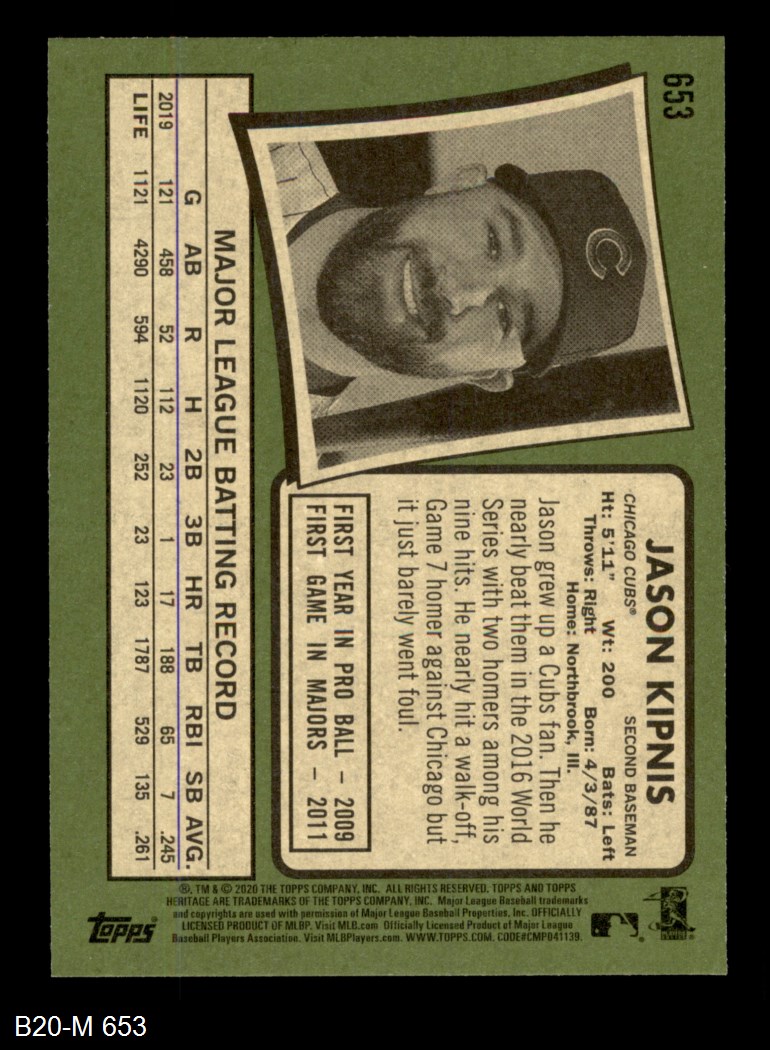 653
C
JASON KIPNIS
CHICAGO CUBS® SECOND BASEMAN
Ht: 5'11" Wt: 200 Bats: Left
Throws: Right Born: 4/3/87
Home: Northbrook, Ill.
Jason grew up a Cubs fan. Then he
nearly beat them in the 2016 World
Series with two homers among his
nine hits. He nearly hit a walk-off,
Game 7 homer against Chicago but
it just barely went foul.
FIRST YEAR IN PRO BALL – 2009
FIRST GAME IN MAJORS – 2011
MAJOR LEAGUE BATTING RECORD
G AB R H 2B 3B HR TB RBI SB AVG.
2019 121 458 52 112 23 1 17 188 65 7 .245
LIFE 1121 4290 594 1120 252 23 123 1787 529 135 .261
®, TM & © 2020 THE TOPPS COMPANY, INC. ALL RIGHTS RESERVED. TOPPS AND TOPPS
HERITAGE ARE TRADEMARKS OF THE TOPPS COMPANY, INC. Major League Baseball trademarks
and copyrights are used with permission of Major League Baseball Properties, Inc. OFFICIALLY
LICENSED PRODUCT OF MLBP. Visit MLB.com Officially Licensed Product of Major League
Baseball Players Association. Visit MLBPlayers.com. WWW.TOPPS.COM. CODE#CMP041139.
Topps®
B20-M 653